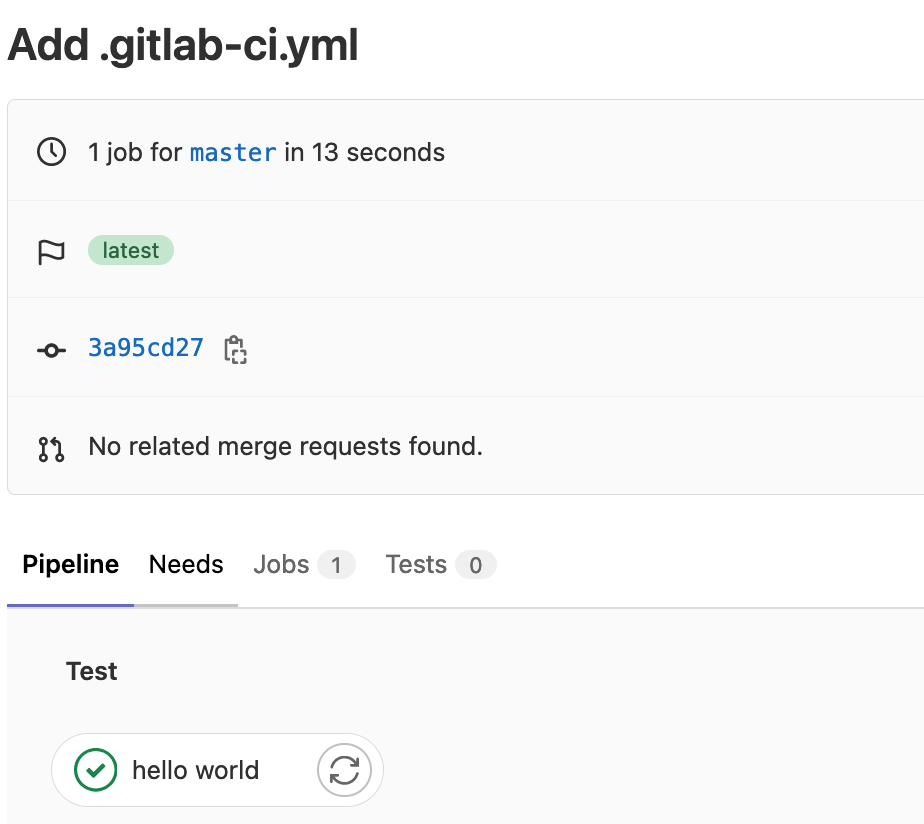 Add .gitlab-ci.yml
1 job for master in 13 seconds
latest
3a95cd27
No related merge requests found.
Pipeline Needs Jobs 1 Tests 0
Test
hello world